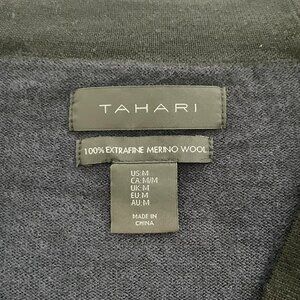 TAHARI
100% EXTRAFINE MERINO WOOL
US:M
CA:M/M
UK:M
EU:M
AU:M
MADE IN
CHINA